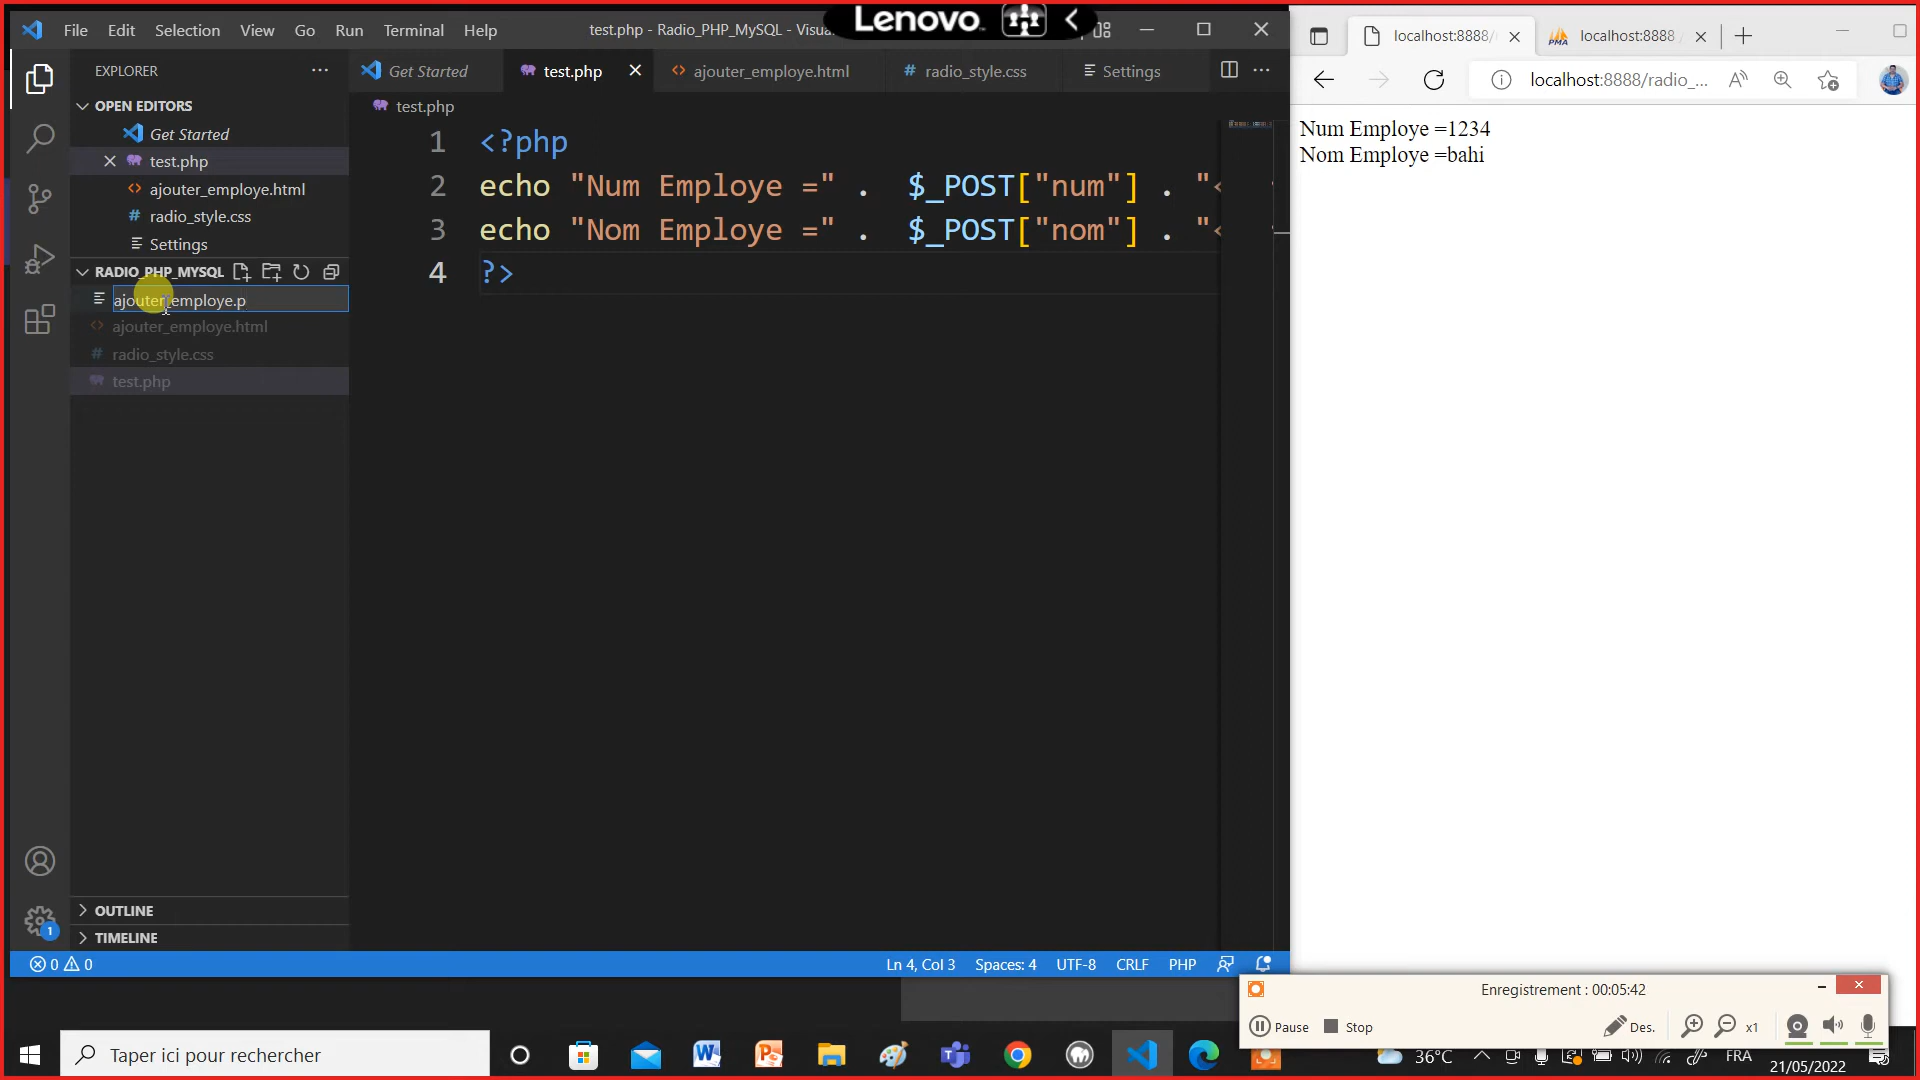 File Edit Selection View Go Run Terminal Help
test.php - Radio_PHP_MySQL - Visua
Lenovo
localhost:8888/
localhost:8888
PMA
localhost:8888/radio_...
EXPLORER
Get Started
test.php
ajouter_employe.html
radio_style.css
Settings
OPEN EDITORS
Get Started
test.php
ajouter_employe.html
radio_style.css
Settings
RADIO_PHP_MYSQL
ajouter_employe.p
ajouter_employe.html
radio_style.css
test.php
test.php
1 <?php
2 echo "Num Employe =" . $_POST["num"] . "<
3 echo "Nom Employe =" . $_POST["nom"] . "<
4 ?>
Num Employe =1234
Nom Employe =bahi
OUTLINE
TIMELINE
1
0 0
Ln 4, Col 3 Spaces: 4 UTF-8 CRLF PHP
Enregistrement : 00:05:42
Pause Stop Des. x1
Taper ici pour rechercher
36°C FRA
21/05/2022